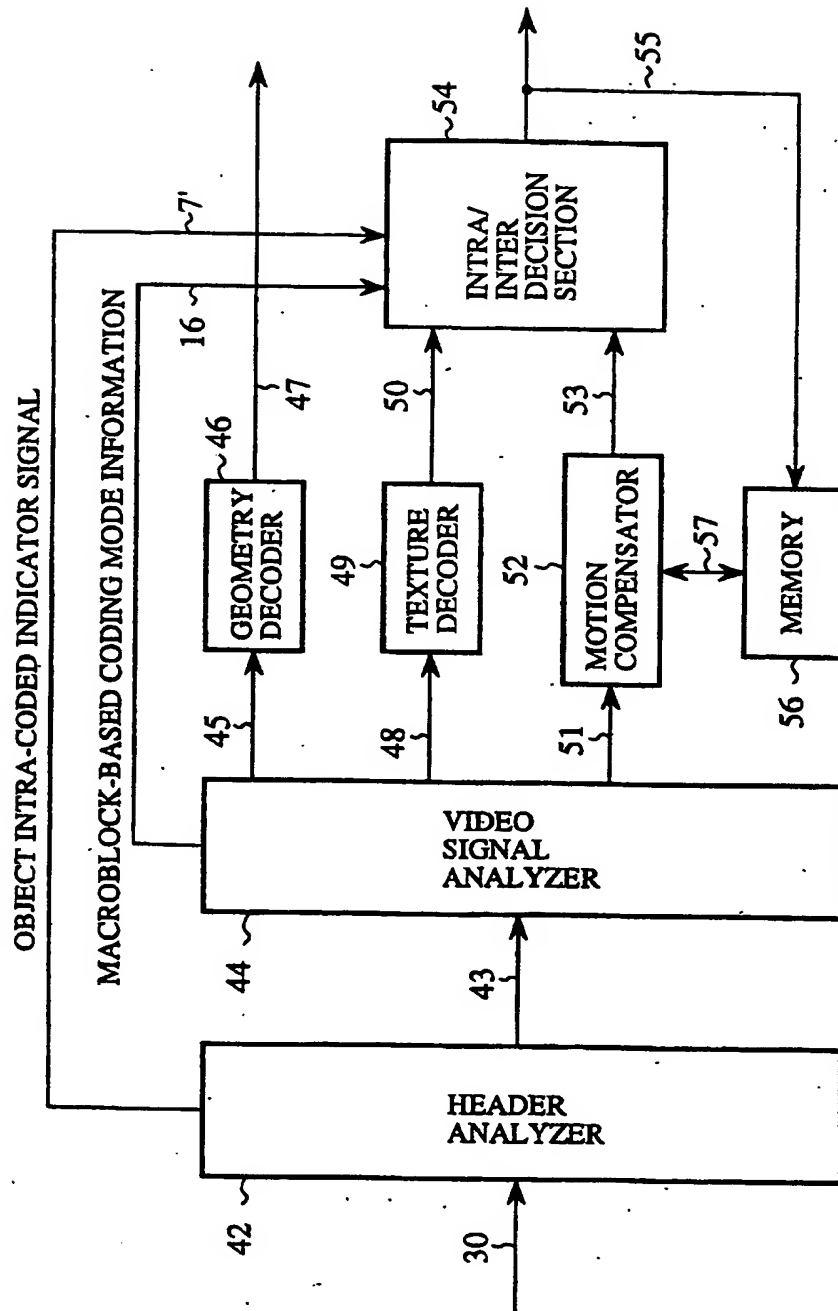 OBJECT INTRA-CODED INDICATOR SIGNAL
MACROBLOCK-BASED CODING MODE INFORMATION
7'
16
47
55
54
INTRA/
INTER
DECISION
SECTION
46
GEOMETRY
DECODER
45
50
49
TEXTURE
DECODER
48
53
52
MOTION
COMPENSATOR
51
57
MEMORY
56
VIDEO
SIGNAL
ANALYZER
44
43
HEADER
ANALYZER
42
30